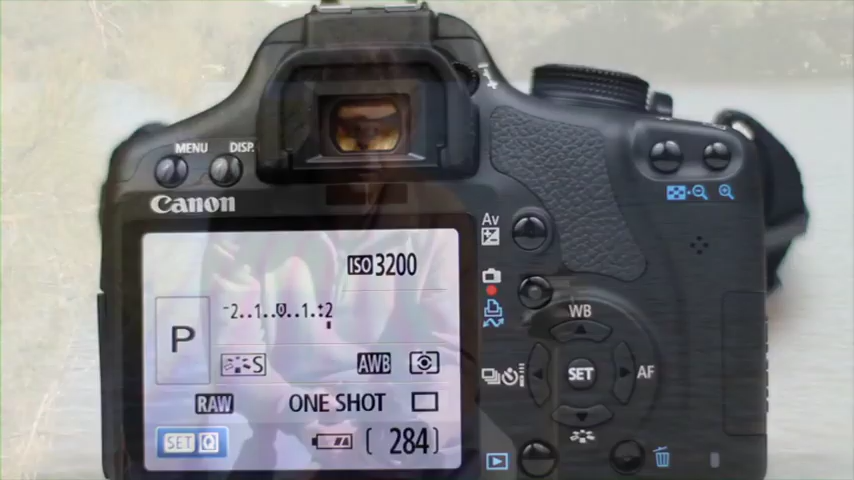 MENU DISP.
Canon
Av
ISO 3200
-2..1..0..1..+2
P
S
AWB
RAW ONE SHOT
SET Q
[ 284]
WB
SET
AF